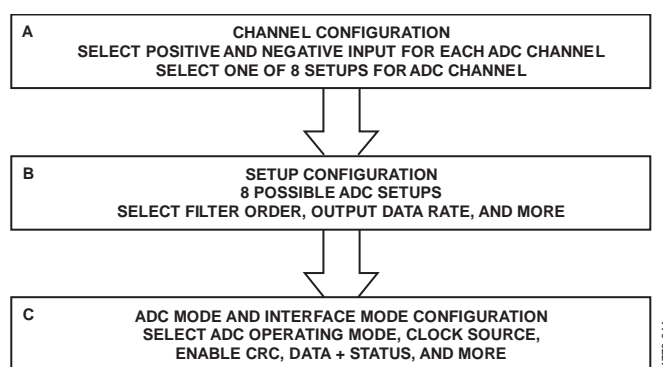 A
CHANNEL CONFIGURATION
SELECT POSITIVE AND NEGATIVE INPUT FOR EACH ADC CHANNEL
SELECT ONE OF 8 SETUPS FOR ADC CHANNEL
B
SETUP CONFIGURATION
8 POSSIBLE ADC SETUPS
SELECT FILTER ORDER, OUTPUT DATA RATE, AND MORE
C
ADC MODE AND INTERFACE MODE CONFIGURATION
SELECT ADC OPERATING MODE, CLOCK SOURCE,
ENABLE CRC, DATA + STATUS, AND MORE